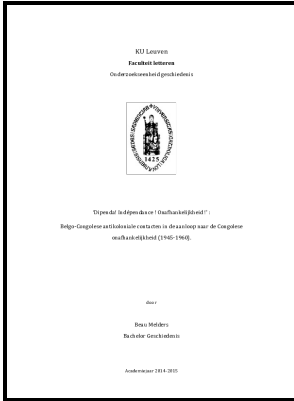 KU Leuven
Faculteit letteren
Onderzoekseenheid geschiedenis
1425
'Dipenda! Indépendance ! Onafhankelijkheid!' :
Belgo-Congolese antikoloniale contacten in de aanloop naar de Congolese
onafhankelijkheid (1945-1960).
door
Beau Melders
Bachelor Geschiedenis
Academiejaar 2014-2015